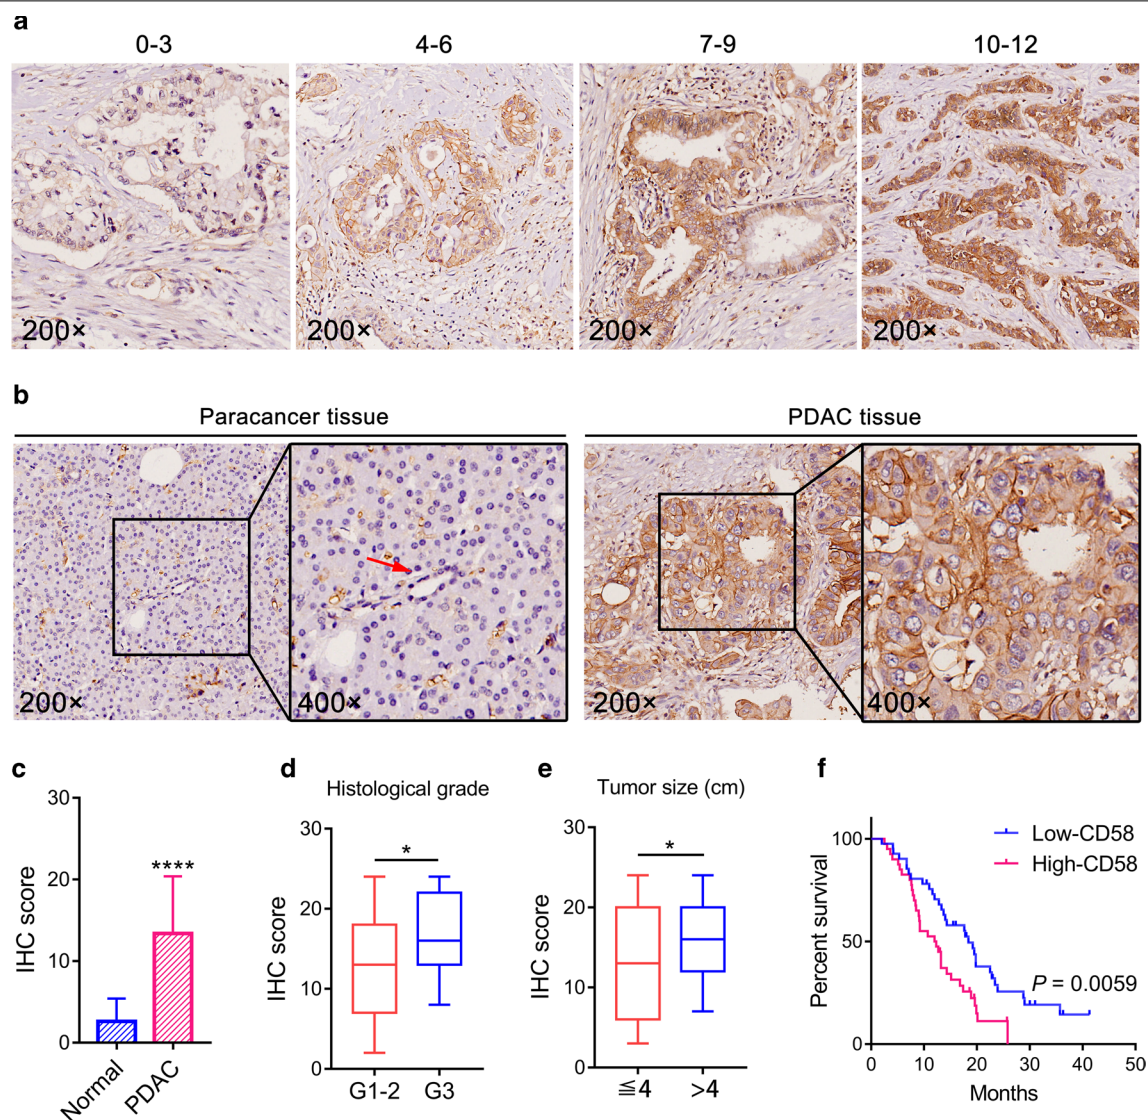 a
0-3 4-6 7-9 10-12
200× 200× 200× 200×
b
Paracancer tissue PDAC tissue
200× 400× 200× 400×
c
IHC score
30
20
10
0
****
Normal PDAC
d
Histological grade
IHC score
30
20
10
0
*
G1-2 G3
e
Tumor size (cm)
IHC score
30
20
10
0
*
≦4 >4
f
Percent survival
100
50
0
Low-CD58
High-CD58
P = 0.0059
0 10 20 30 40 50
Months